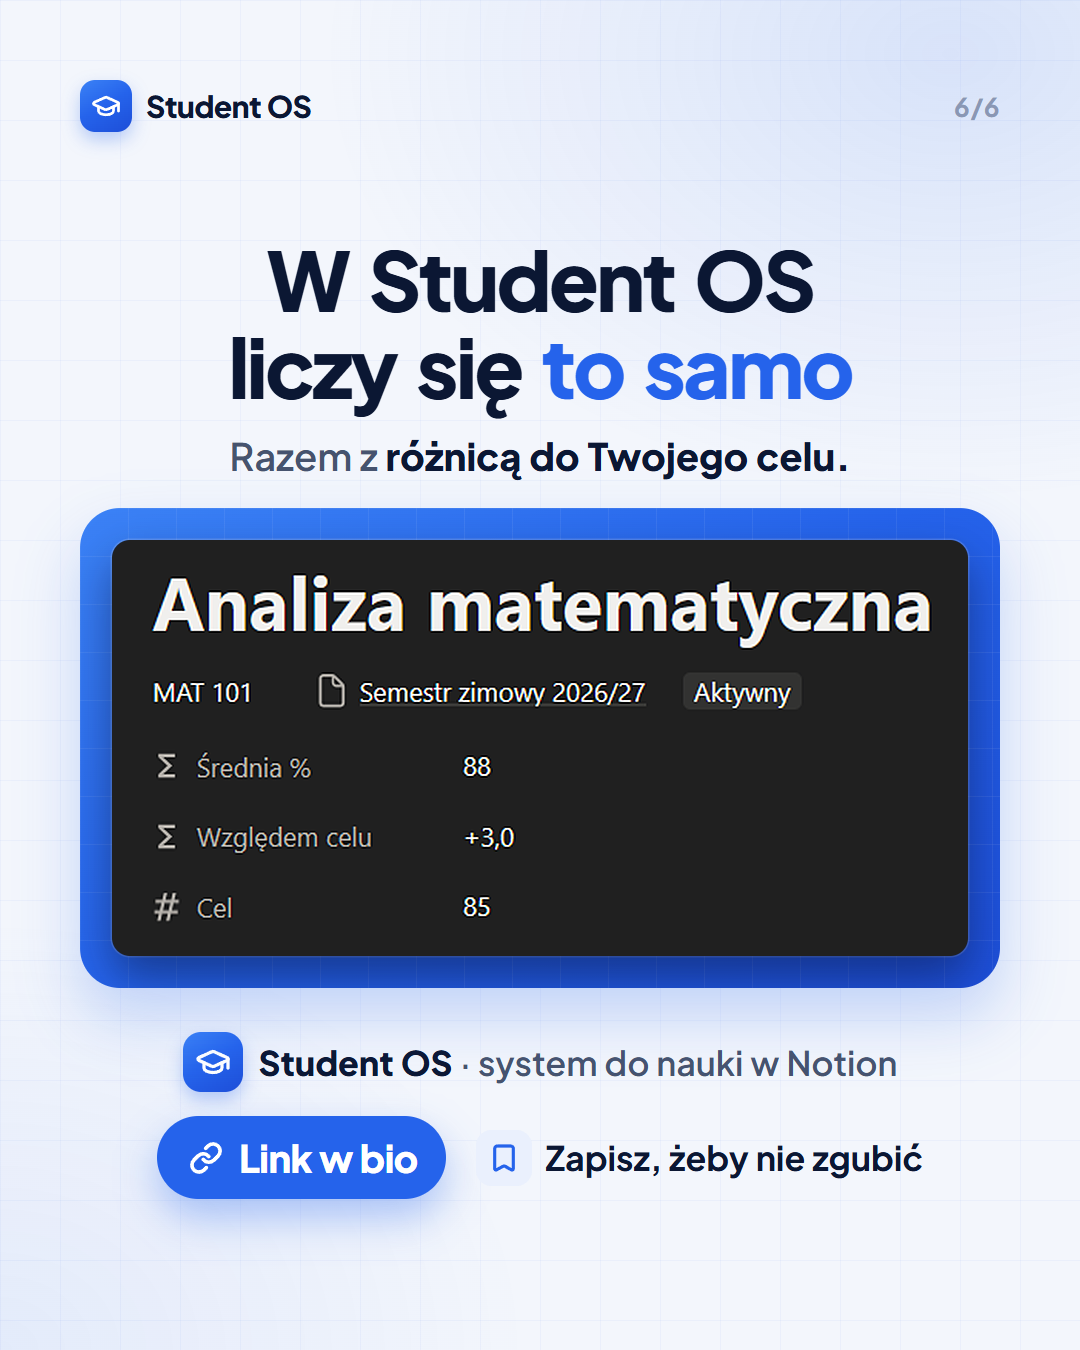 Student OS
6/6
W Student OS
liczy się to samo
Razem z różnicą do Twojego celu.
Analiza matematyczna
MAT 101 Semestr zimowy 2026/27 Aktywny
Σ Średnia % 88
Σ Względem celu +3,0
# Cel 85
Student OS · system do nauki w Notion
Link w bio Zapisz, żeby nie zgubić